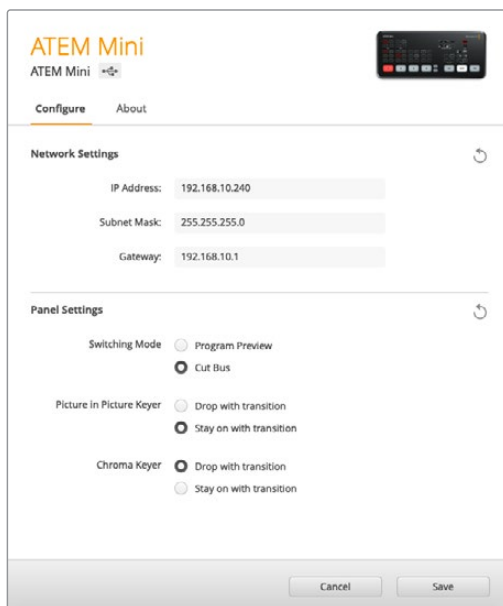 ATEM Mini
ATEM Mini
Configure About
Network Settings
IP Address: 192.168.10.240
Subnet Mask: 255.255.255.0
Gateway: 192.168.10.1
Panel Settings
Switching Mode Program Preview
Cut Bus
Picture in Picture Keyer Drop with transition
Stay on with transition
Chroma Keyer Drop with transition
Stay on with transition
Cancel Save